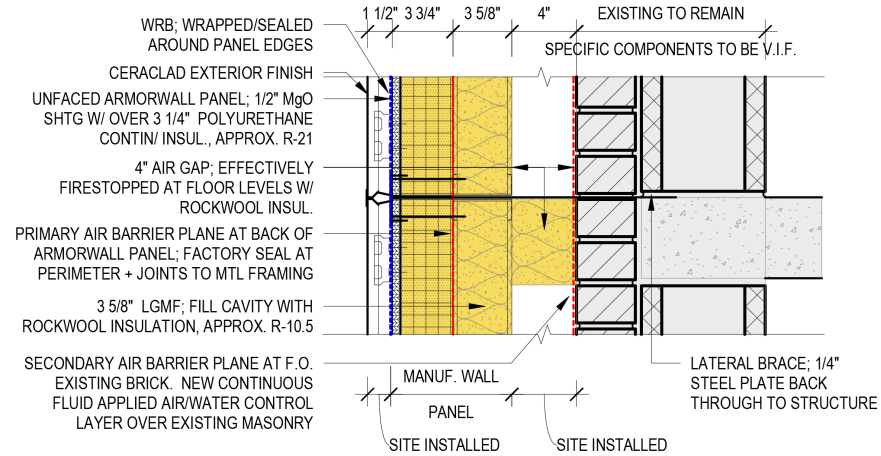 1 1/2" 3 3/4" 3 5/8" 4" EXISTING TO REMAIN
SPECIFIC COMPONENTS TO BE V.I.F.
WRB; WRAPPED/SEALED
AROUND PANEL EDGES
CERACLAD EXTERIOR FINISH
UNFACED ARMORWALL PANEL; 1/2" MgO
SHTG W/ OVER 3 1/4" POLYURETHANE
CONTIN/ INSUL., APPROX. R-21
4" AIR GAP; EFFECTIVELY
FIRESTOPPED AT FLOOR LEVELS W/
ROCKWOOL INSUL.
PRIMARY AIR BARRIER PLANE AT BACK OF
ARMORWALL PANEL; FACTORY SEAL AT
PERIMETER + JOINTS TO MTL FRAMING
3 5/8" LGMF; FILL CAVITY WITH
ROCKWOOL INSULATION, APPROX. R-10.5
SECONDARY AIR BARRIER PLANE AT F.O.
EXISTING BRICK. NEW CONTINUOUS
FLUID APPLIED AIR/WATER CONTROL
LAYER OVER EXISTING MASONRY
MANUF. WALL
PANEL
SITE INSTALLED
SITE INSTALLED
LATERAL BRACE; 1/4"
STEEL PLATE BACK
THROUGH TO STRUCTURE